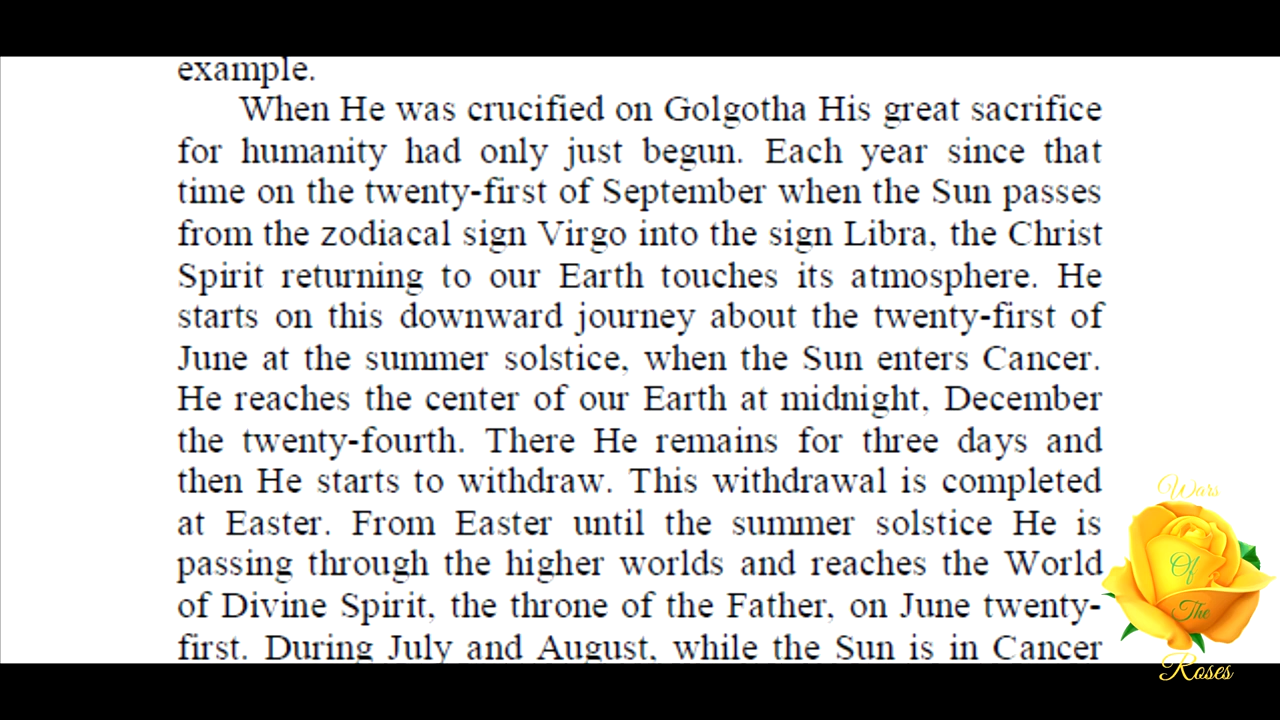 example.
When He was crucified on Golgotha His great sacrifice
for humanity had only just begun. Each year since that
time on the twenty-first of September when the Sun passes
from the zodiacal sign Virgo into the sign Libra, the Christ
Spirit returning to our Earth touches its atmosphere. He
starts on this downward journey about the twenty-first of
June at the summer solstice, when the Sun enters Cancer.
He reaches the center of our Earth at midnight, December
the twenty-fourth. There He remains for three days and
then He starts to withdraw. This withdrawal is completed
at Easter. From Easter until the summer solstice He is
passing through the higher worlds and reaches the World
of Divine Spirit, the throne of the Father, on June twenty-
first. During July and August, while the Sun is in Cancer
Wars
Of
The
Roses